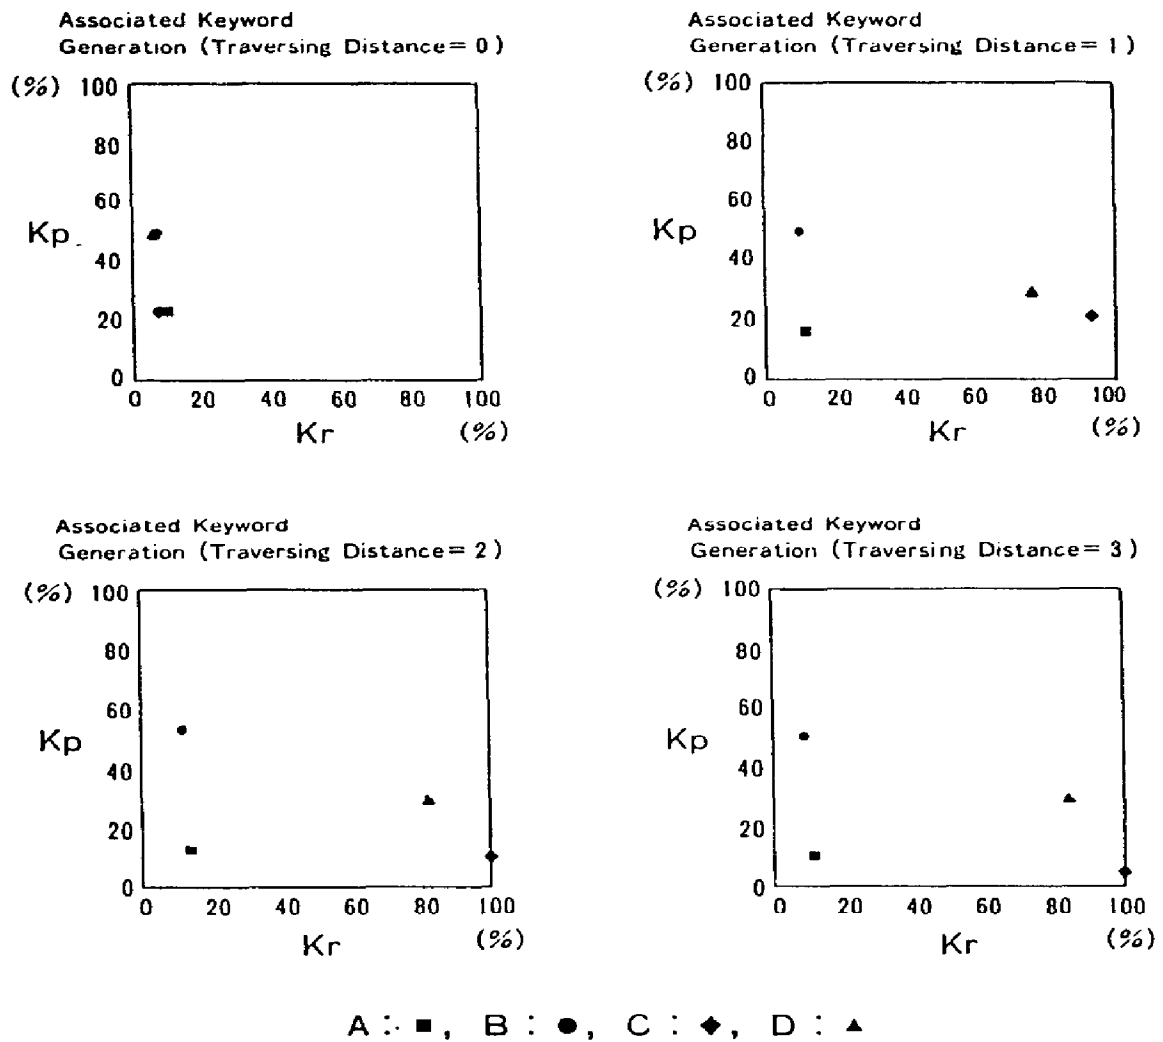 Associated Keyword
Generation (Traversing Distance= 0)
(%) 100
80
60
Kp
40
20
0
0 20 40 60 80 100
Kr (%)
Associated Keyword
Generation (Traversing Distance= 1)
(%) 100
80
60
Kp
40
20
0
0 20 40 60 80 100
Kr (%)
Associated Keyword
Generation (Traversing Distance= 2)
(%) 100
80
60
Kp
40
20
0
0 20 40 60 80 100
Kr (%)
Associated Keyword
Generation (Traversing Distance= 3)
(%) 100
80
60
Kp
40
20
0
0 20 40 60 80 100
Kr (%)
A : ■, B : ●, C : ◆, D : ▲